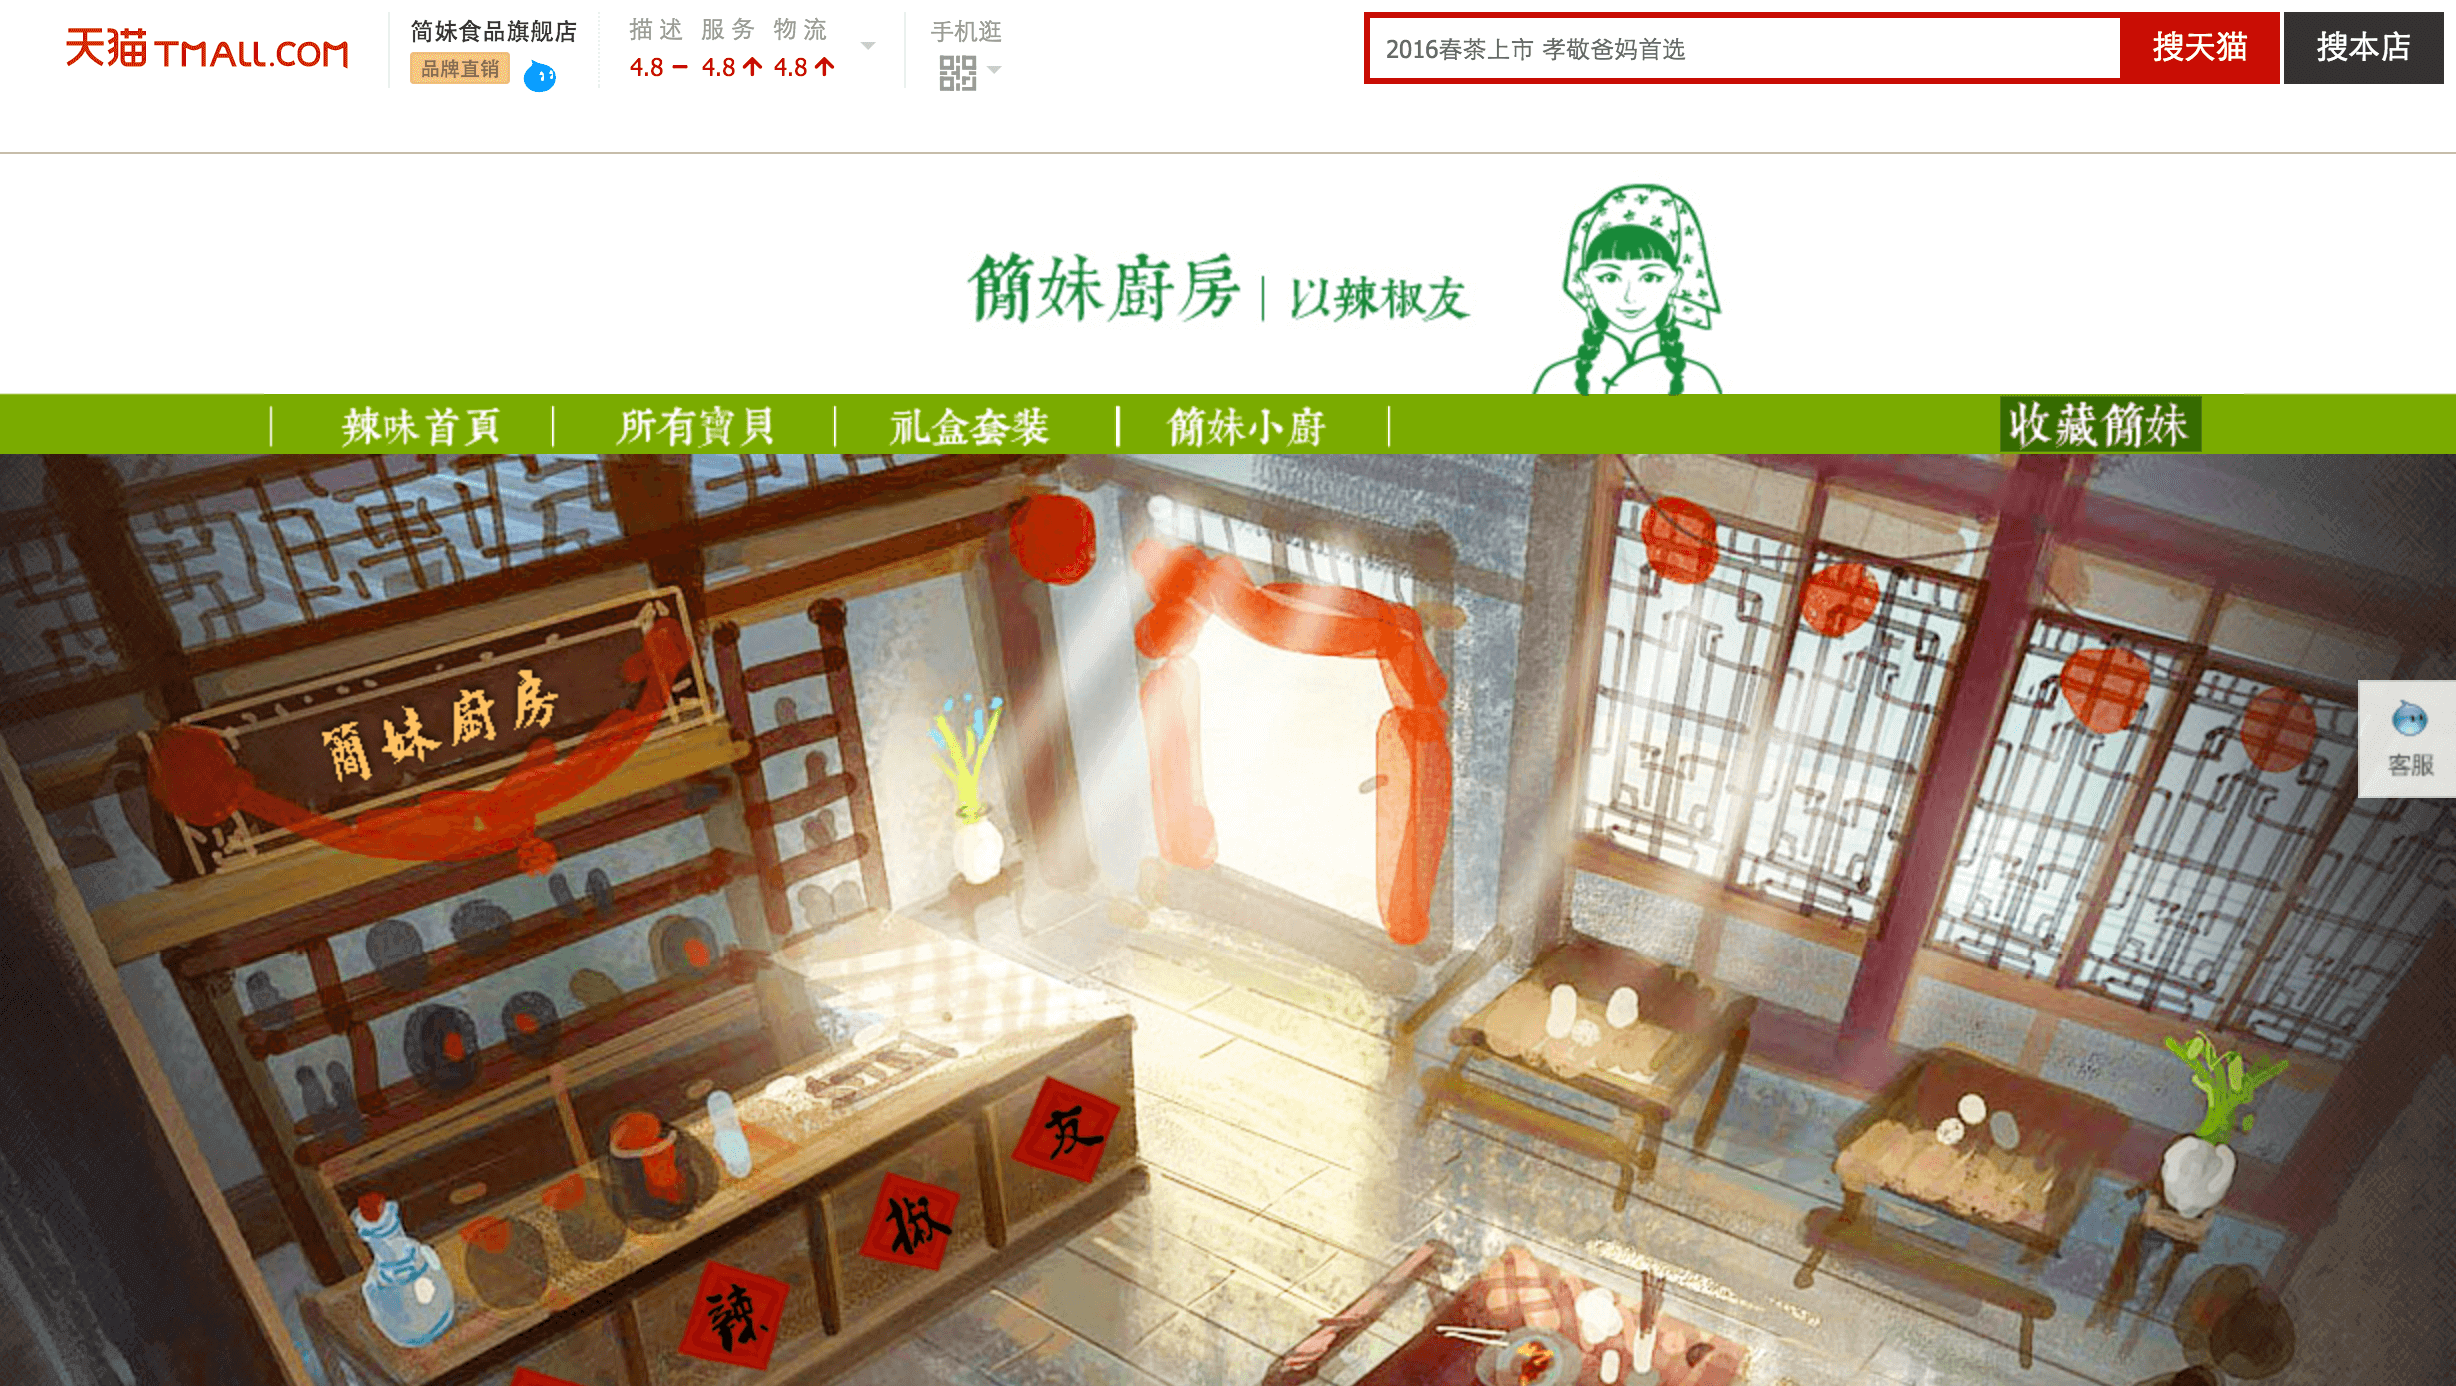 天猫 TMALL.COM
简妹食品旗舰店
品牌直销
描述 服务 物流
4.8 4.8 4.8
手机逛
2016春茶上市 孝敬爸妈首选
搜天猫
搜本店
簡妹廚房 | 以辣椒友
辣味首頁 所有寶貝 礼盒套装 簡妹小廚 收藏簡妹
簡妹廚房
客服
友
椒
辣